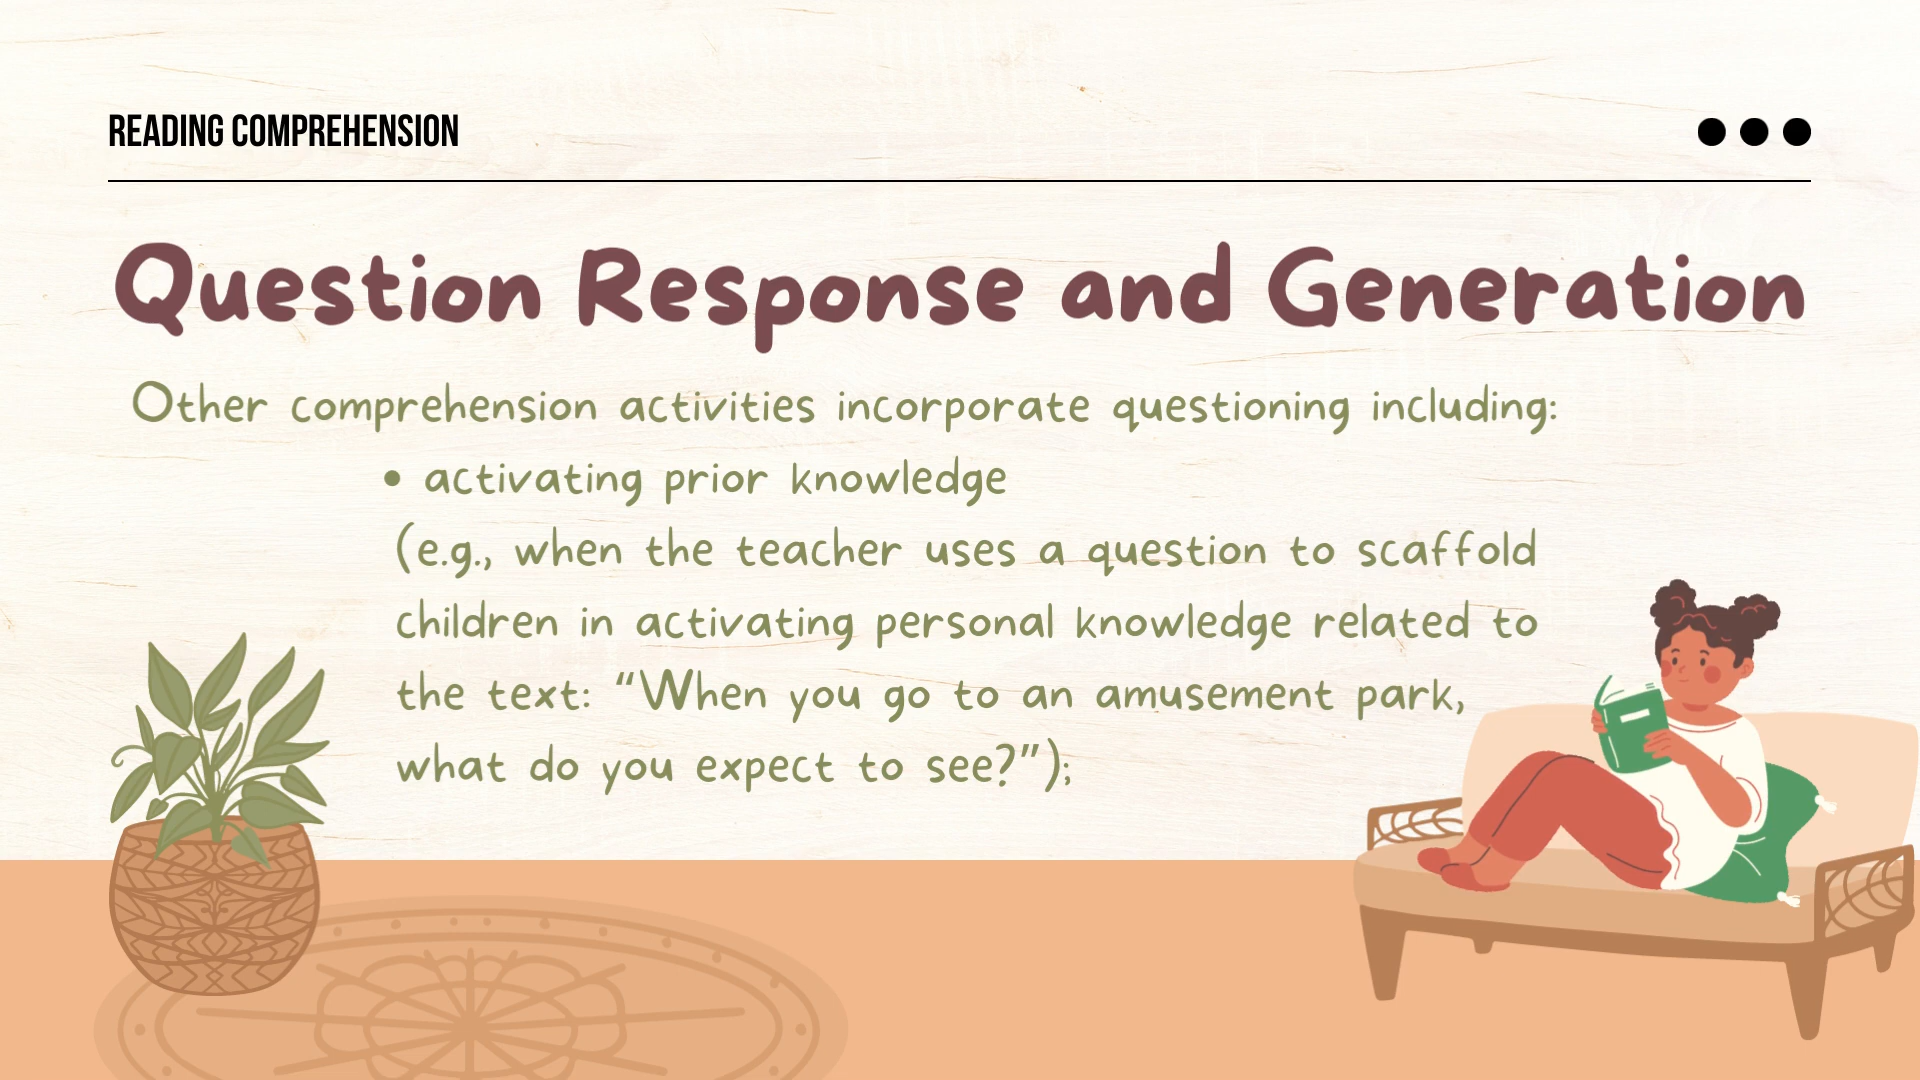 READING COMPREHENSION
Question Response and Generation
Other comprehension activities incorporate questioning including:
• activating prior knowledge
(e.g., when the teacher uses a question to scaffold
children in activating personal knowledge related to
the text: “When you go to an amusement park,
what do you expect to see?”);